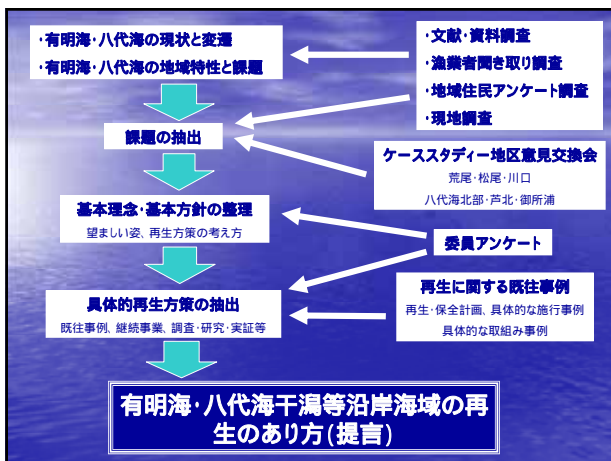 ・有明海・八代海の現状と変遷
・有明海・八代海の地域特性と課題
・文献・資料調査
・漁業者聞き取り調査
・地域住民アンケート調査
・現地調査
課題の抽出
ケーススタディー地区意見交換会
荒尾・松尾・川口
八代海北部・芦北・御所浦
基本理念・基本方針の整理
望ましい姿、再生方策の考え方
委員アンケート
具体的再生方策の抽出
既往事例、継続事業、調査・研究・実証等
再生に関する既往事例
再生・保全計画、具体的な施行事例
具体的な取組み事例
有明海・八代海干潟等沿岸海域の再
生のあり方(提言)